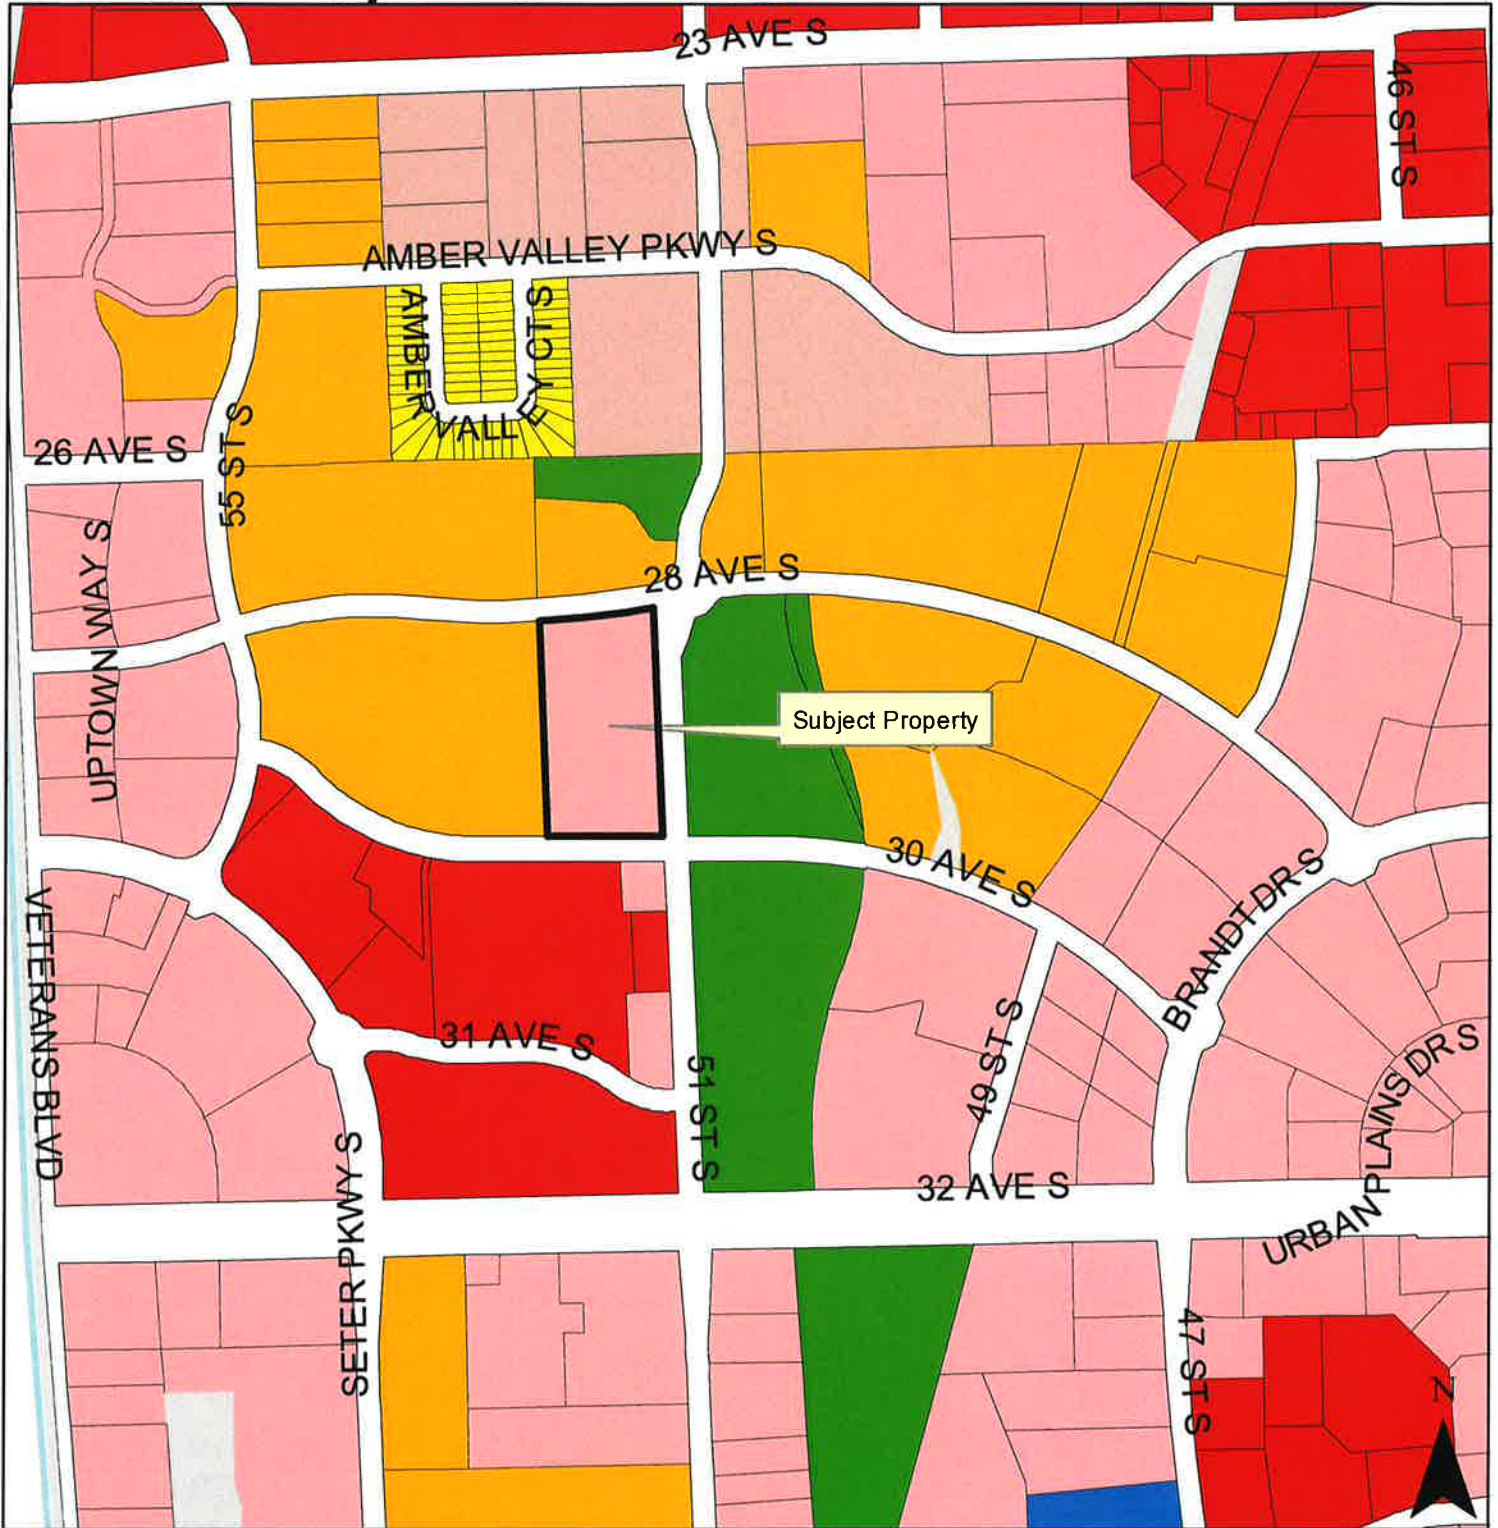 23 AVE S
46 ST S
AMBER VALLEY PKWY S
AMBER VALLEY CT S
26 AVE S
55 ST S
UPTOWN WAY S
28 AVE S
Subject Property
30 AVE S
BRANDT DR S
VETERANS BLVD
31 AVE S
49 ST S
51 ST S
URBAN PLAINS DR S
32 AVE S
SETER PKWY S
47 ST S
N